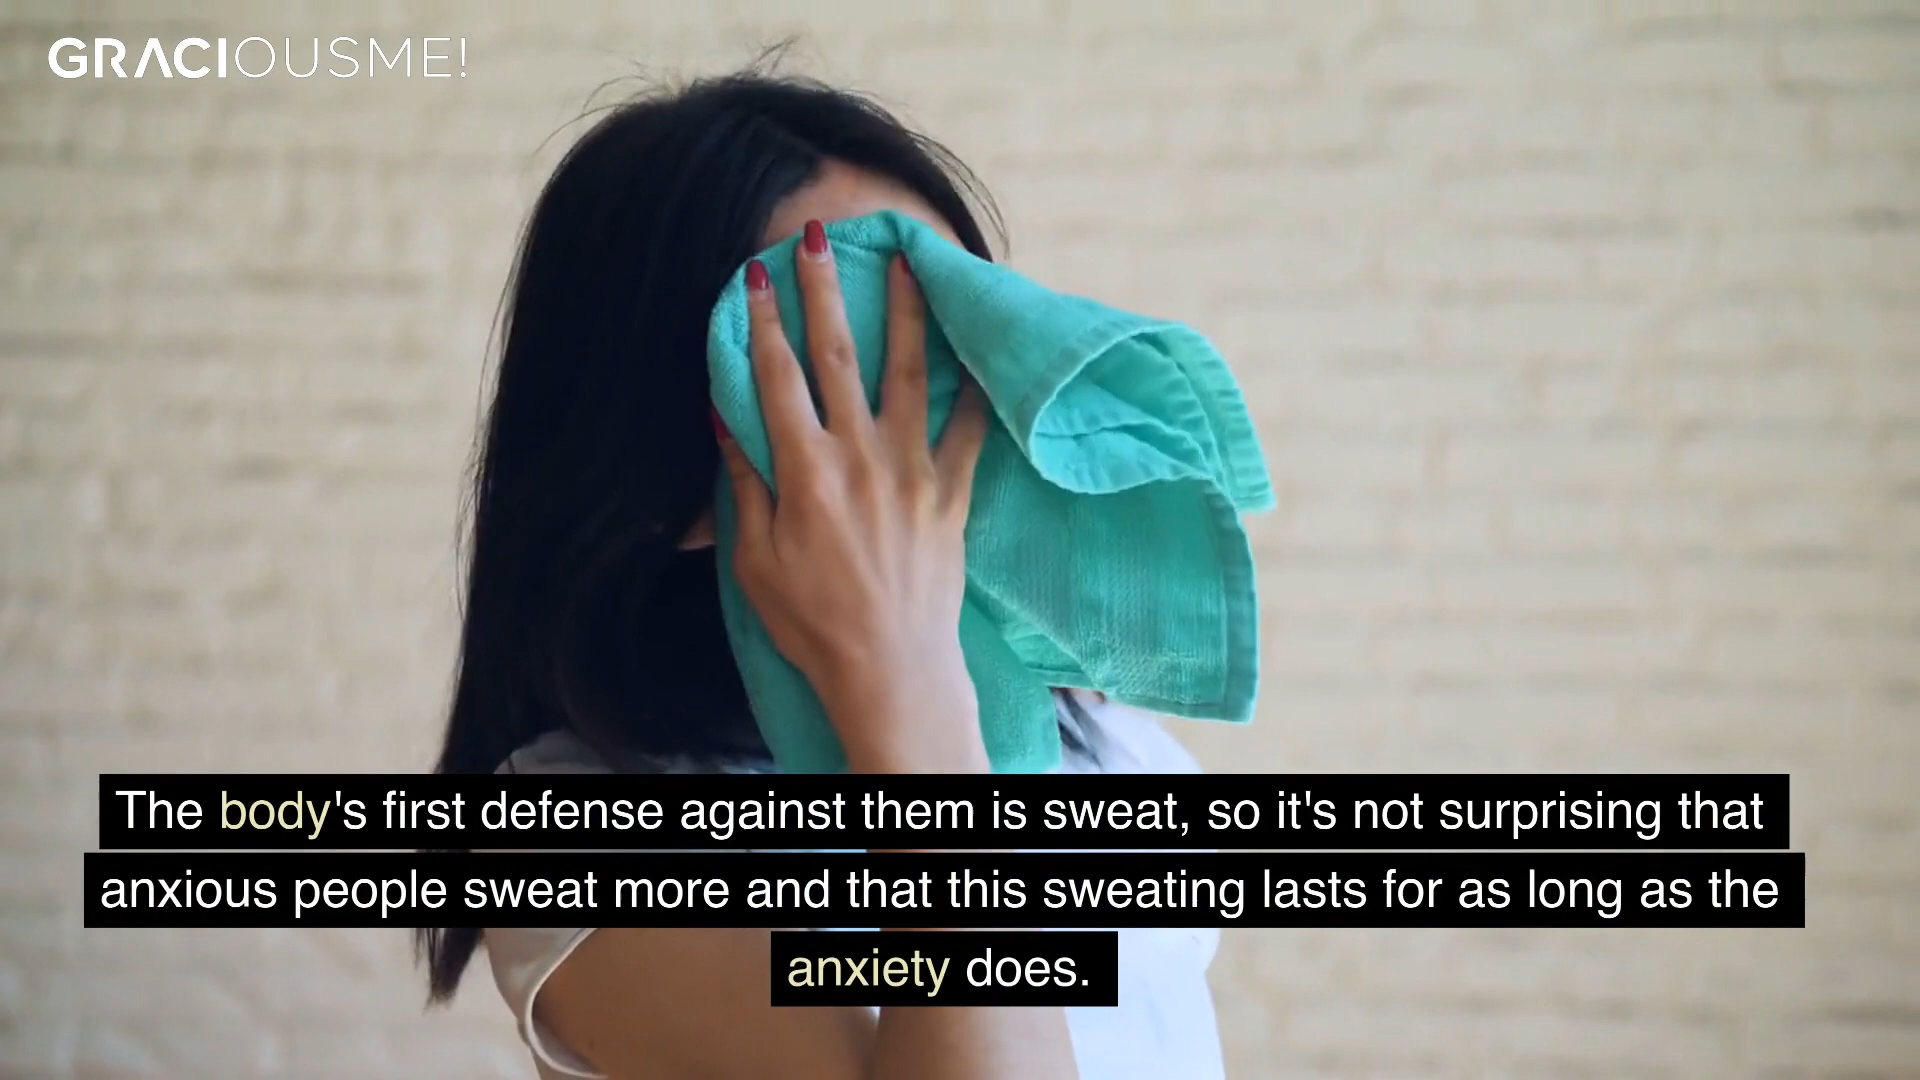 GRACIOUSME!
The body's first defense against them is sweat, so it's not surprising that
anxious people sweat more and that this sweating lasts for as long as the
anxiety does.